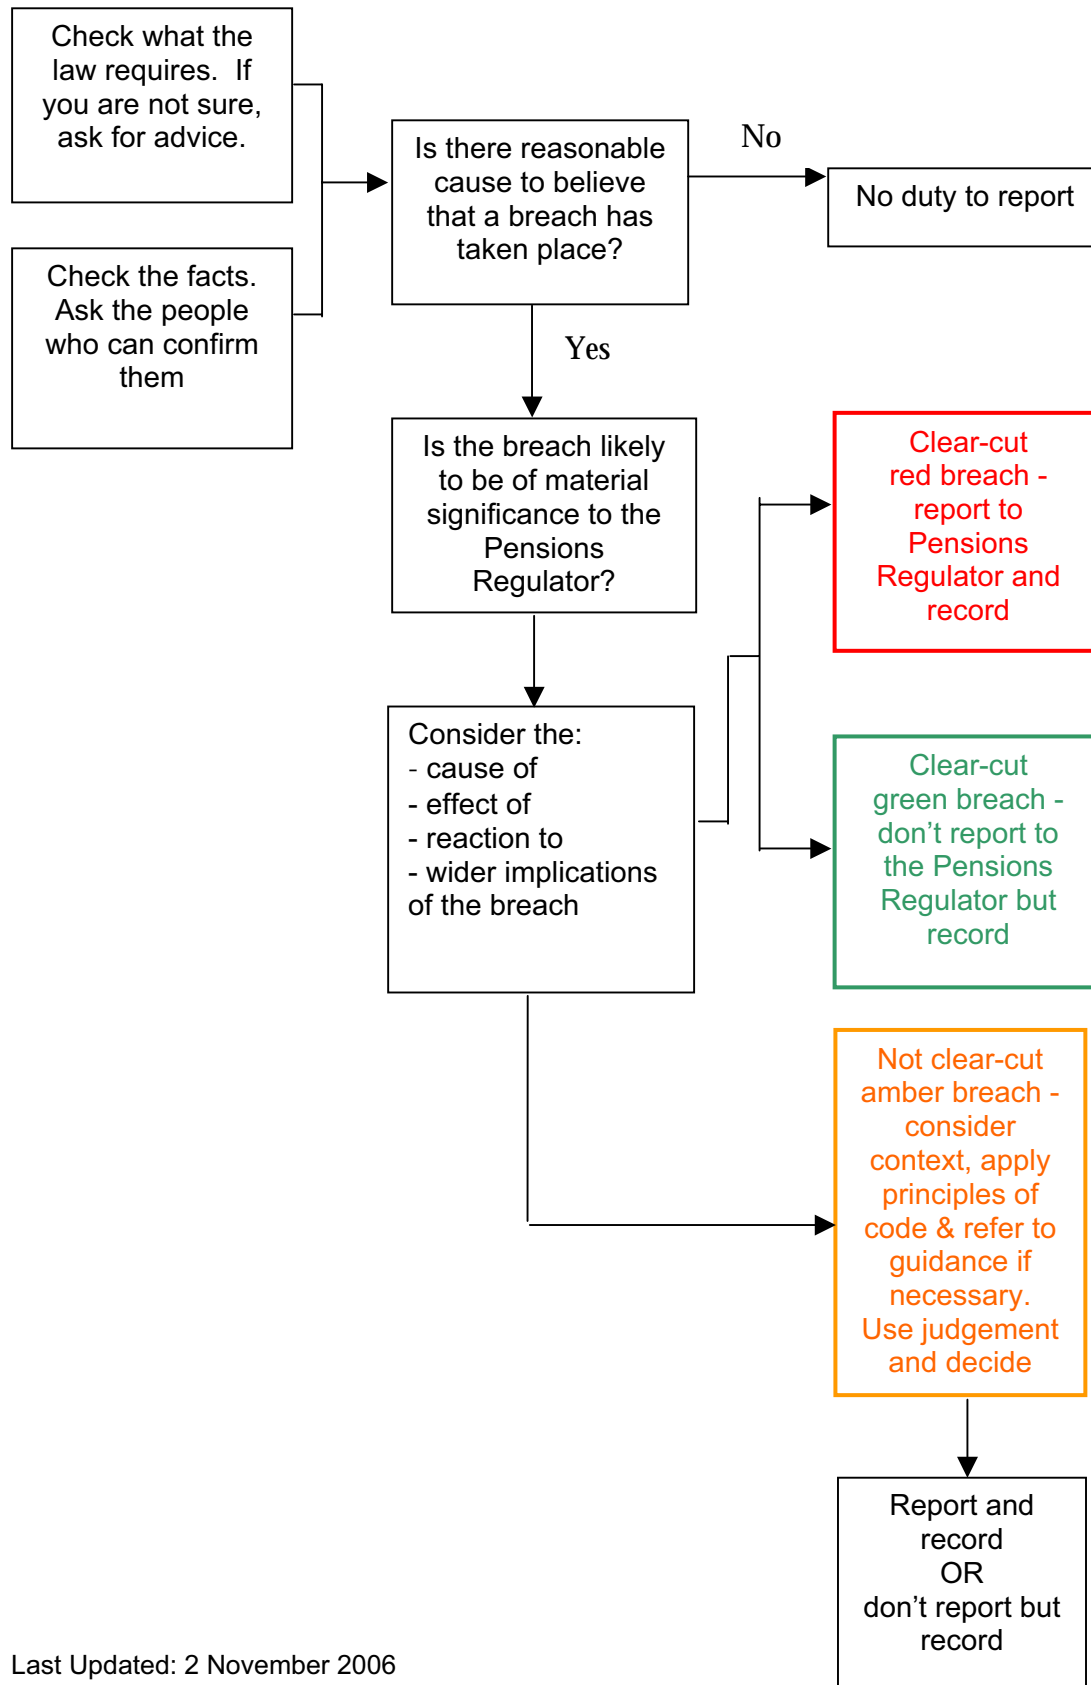 Check what the
law requires.  If
you are not sure,
ask for advice.
Check the facts.
Ask the people
who can confirm
them
Is there reasonable
cause to believe
that a breach has
taken place?
No
No duty to report
Yes
Is the breach likely
to be of material
significance to the
Pensions
Regulator?
Consider the:
- cause of
- effect of
- reaction to
- wider implications
of the breach
Clear-cut
red breach -
report to
Pensions
Regulator and
record
Clear-cut
green breach -
don’t report to
the Pensions
Regulator but
record
Not clear-cut
amber breach -
consider
context, apply
principles of
code & refer to
guidance if
necessary.
Use judgement
and decide
Report and
record
OR
don’t report but
record
Last Updated: 2 November 2006